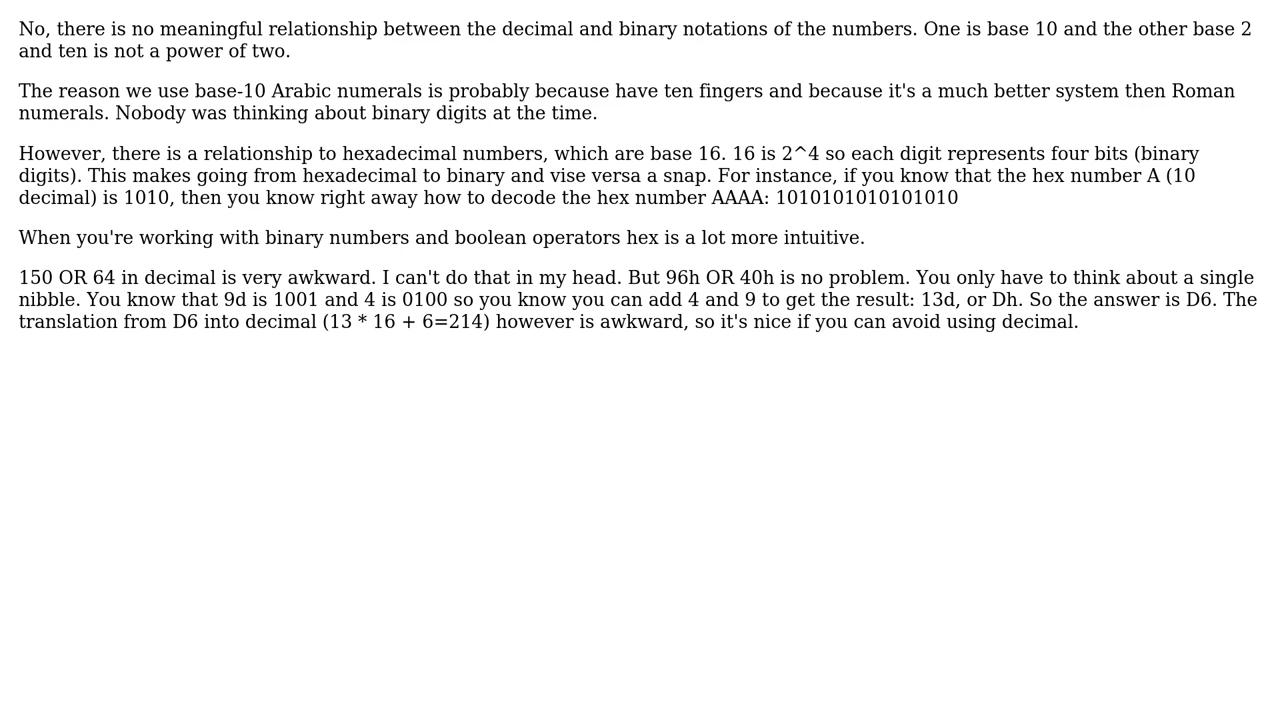 No, there is no meaningful relationship between the decimal and binary notations of the numbers. One is base 10 and the other base 2
and ten is not a power of two.
The reason we use base-10 Arabic numerals is probably because have ten fingers and because it's a much better system then Roman
numerals. Nobody was thinking about binary digits at the time.
However, there is a relationship to hexadecimal numbers, which are base 16. 16 is 2^4 so each digit represents four bits (binary
digits). This makes going from hexadecimal to binary and vise versa a snap. For instance, if you know that the hex number A (10
decimal) is 1010, then you know right away how to decode the hex number AAAA: 1010101010101010
When you're working with binary numbers and boolean operators hex is a lot more intuitive.
150 OR 64 in decimal is very awkward. I can't do that in my head. But 96h OR 40h is no problem. You only have to think about a single
nibble. You know that 9d is 1001 and 4 is 0100 so you know you can add 4 and 9 to get the result: 13d, or Dh. So the answer is D6. The
translation from D6 into decimal (13 * 16 + 6=214) however is awkward, so it's nice if you can avoid using decimal.